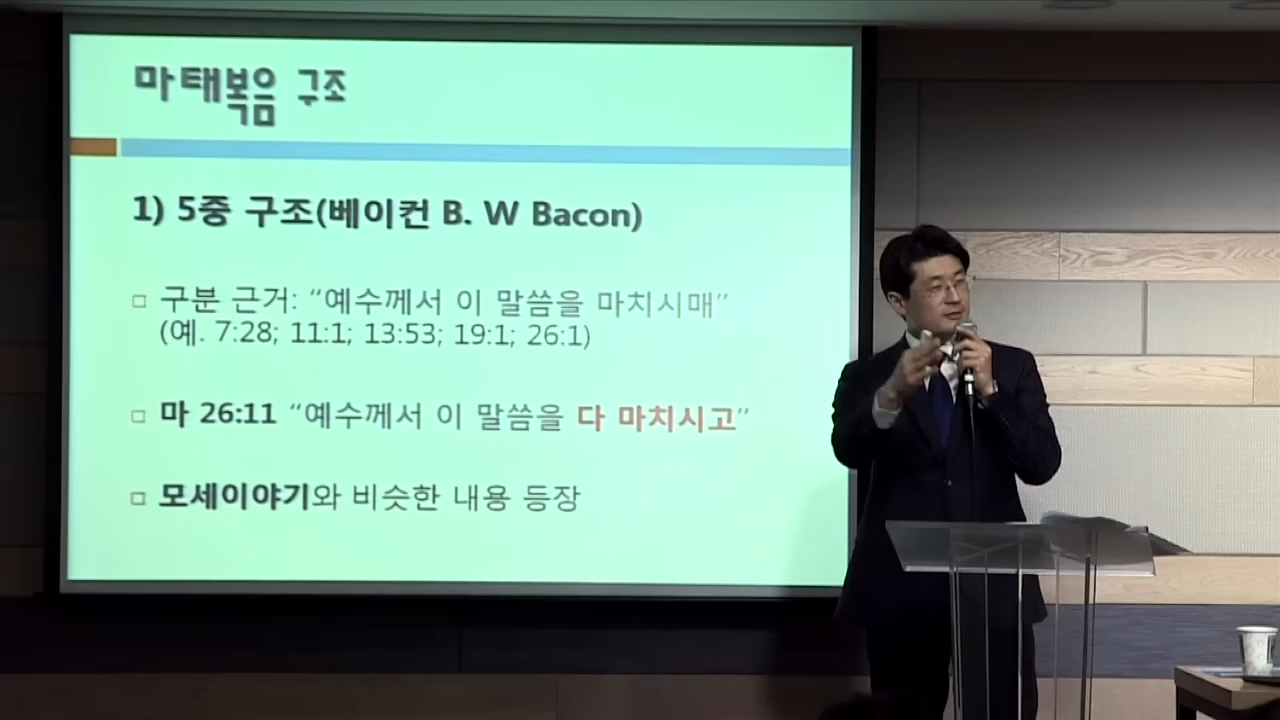 마태복음 구조
1) 5중 구조(베이컨 B. W Bacon)
□ 구분 근거: “예수께서 이 말씀을 마치시매”
(예. 7:28; 11:1; 13:53; 19:1; 26:1)
□ 마 26:11 “예수께서 이 말씀을 다 마치시고”
□ 모세이야기와 비슷한 내용 등장